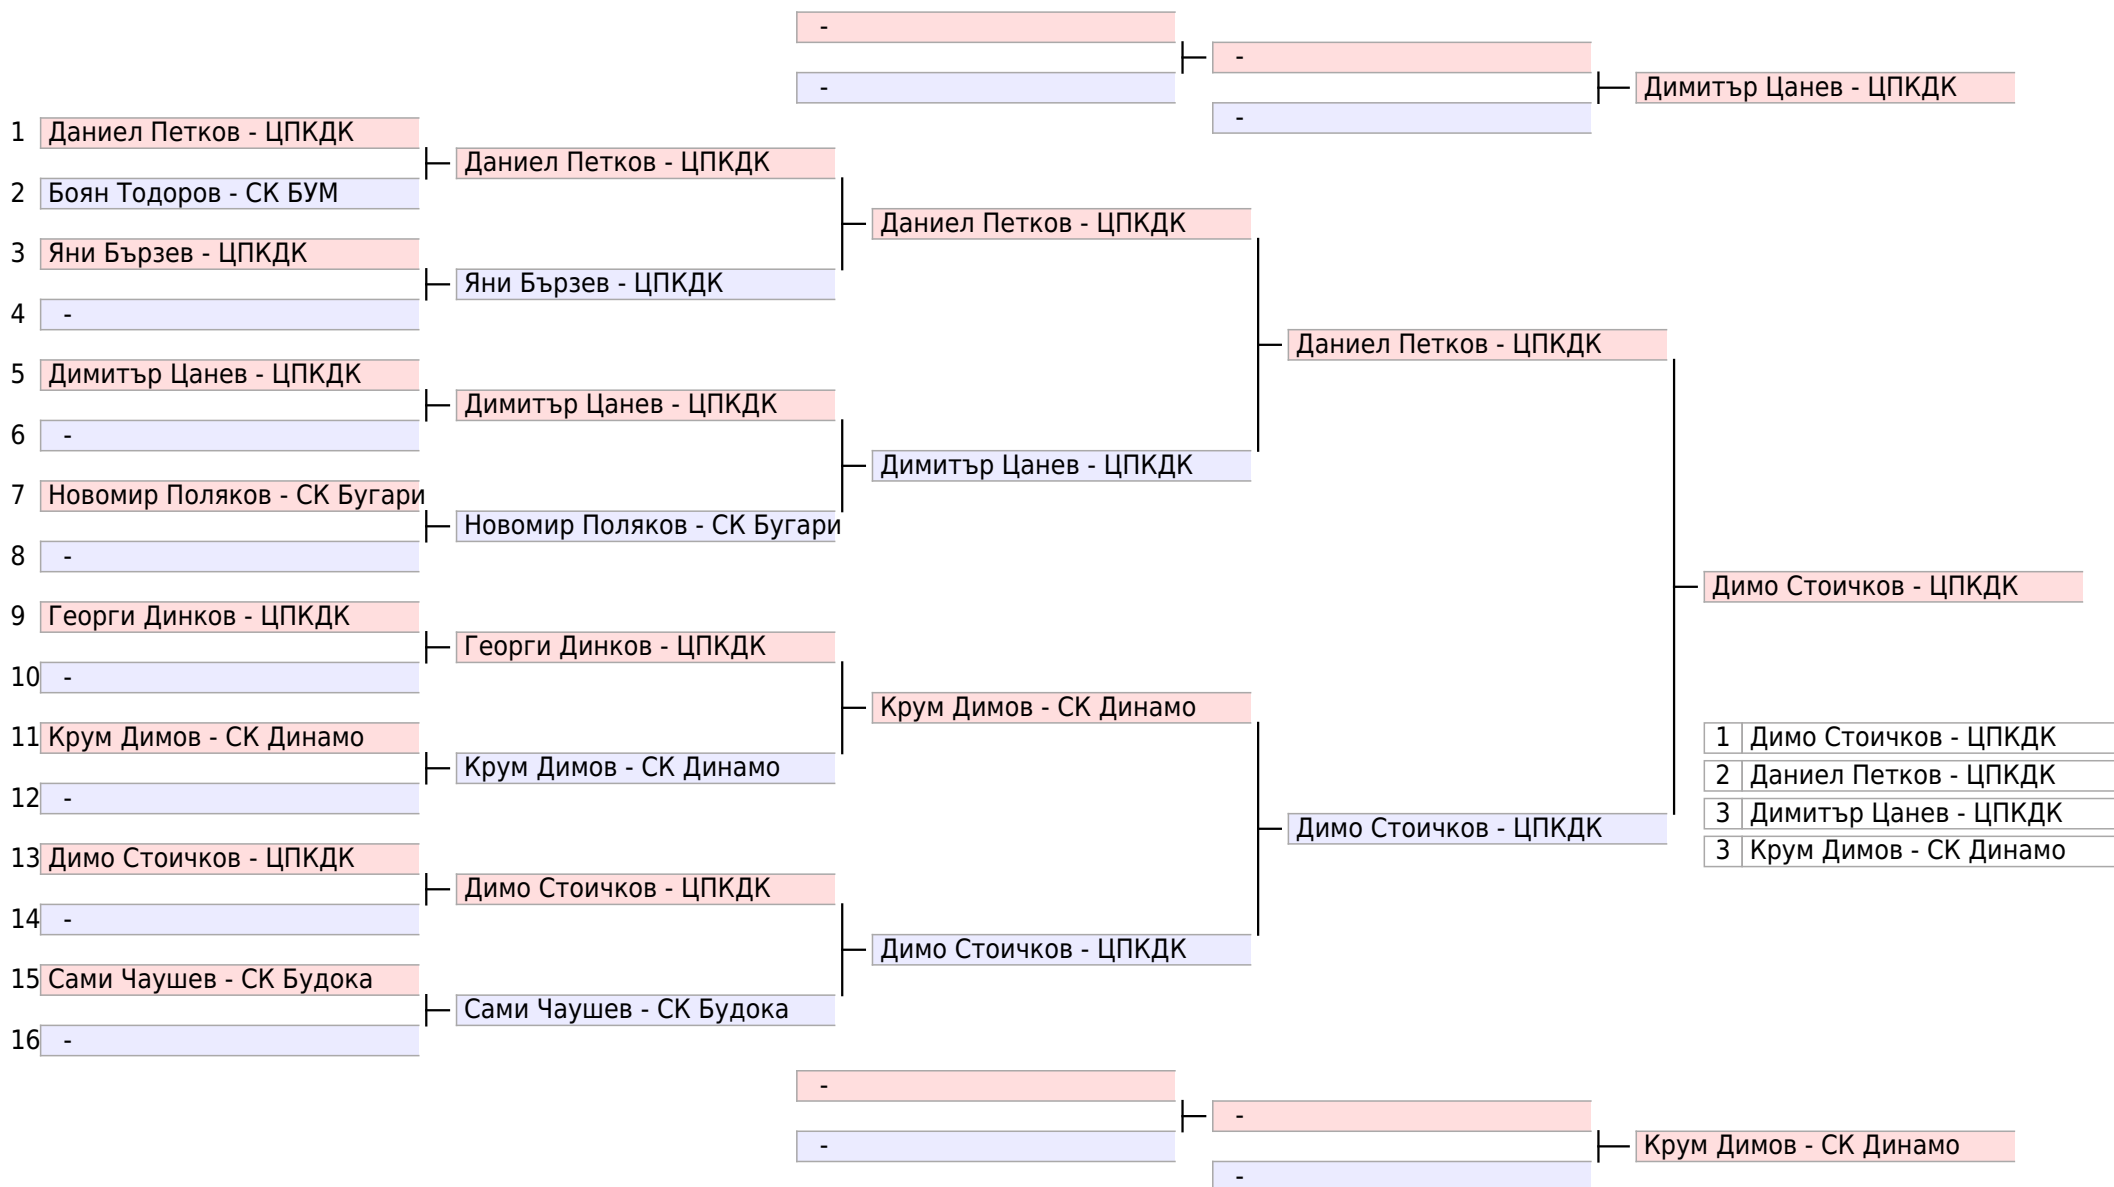 -
-
-
-
Димитър Цанев - ЦПКДК
1 Даниел Петков - ЦПКДК
2 Боян Тодоров - СК БУМ
3 Яни Бързев - ЦПКДК
4 -
5 Димитър Цанев - ЦПКДК
6 -
7 Новомир Поляков - СК Бугари
8 -
9 Георги Динков - ЦПКДК
10 -
11 Крум Димов - СК Динамо
12 -
13 Димо Стоичков - ЦПКДК
14 -
15 Сами Чаушев - СК Будока
16 -
Даниел Петков - ЦПКДК
Яни Бързев - ЦПКДК
Димитър Цанев - ЦПКДК
Новомир Поляков - СК Бугари
Георги Динков - ЦПКДК
Крум Димов - СК Динамо
Димо Стоичков - ЦПКДК
Сами Чаушев - СК Будока
Даниел Петков - ЦПКДК
Димитър Цанев - ЦПКДК
Крум Димов - СК Динамо
Димо Стоичков - ЦПКДК
Даниел Петков - ЦПКДК
Димо Стоичков - ЦПКДК
Димо Стоичков - ЦПКДК
1 Димо Стоичков - ЦПКДК
2 Даниел Петков - ЦПКДК
3 Димитър Цанев - ЦПКДК
3 Крум Димов - СК Динамо
-
-
-
-
Крум Димов - СК Динамо